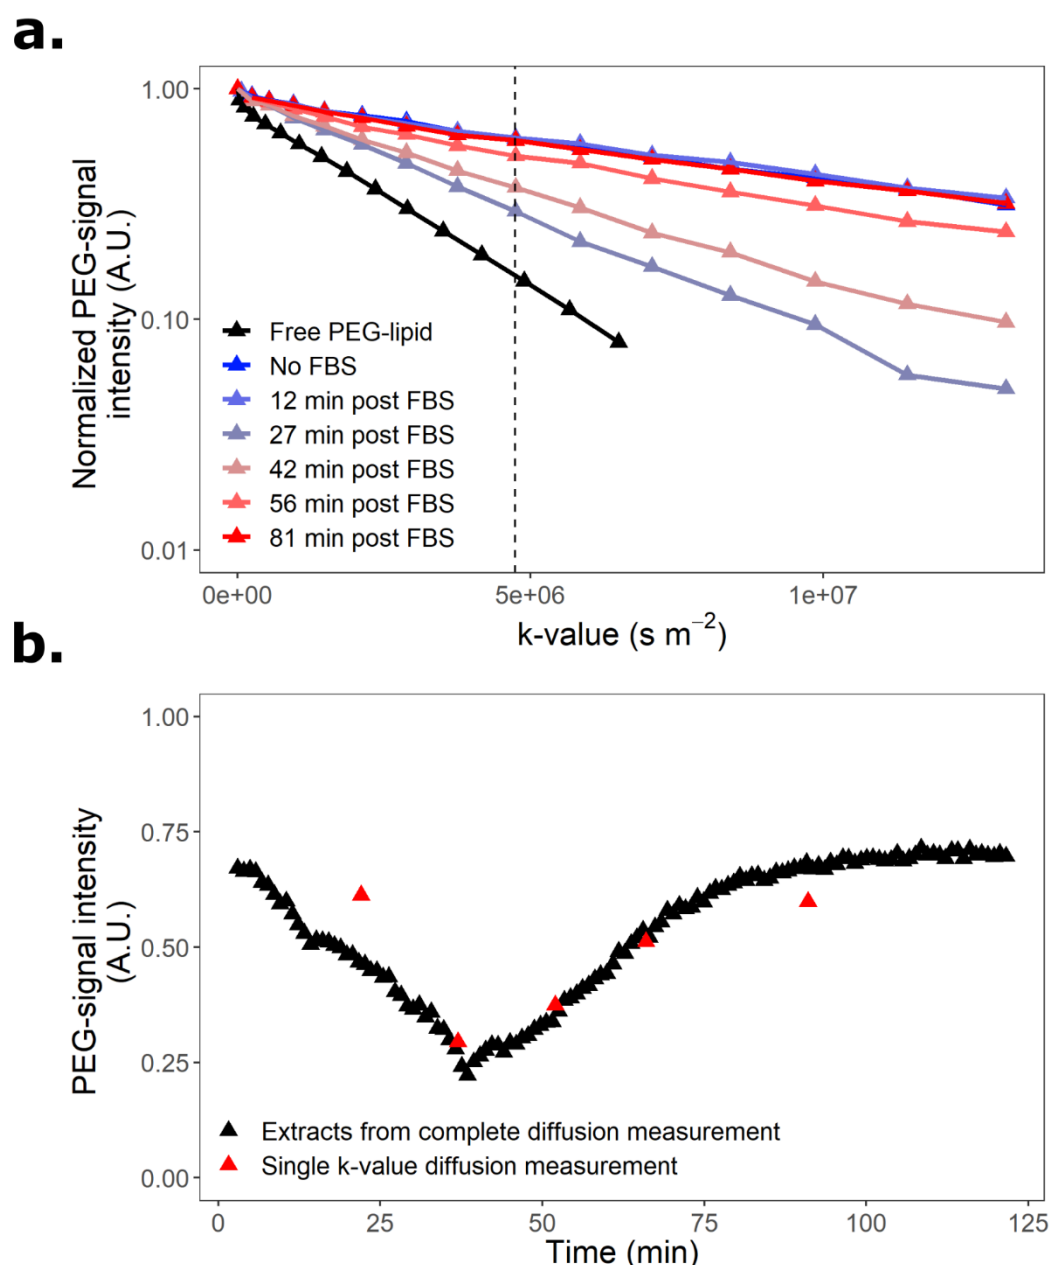 a.
Normalized PEG-signal
intensity (A.U.)
1.00
0.10
0.01
Free PEG-lipid
No FBS
12 min post FBS
27 min post FBS
42 min post FBS
56 min post FBS
81 min post FBS
0e+00 5e+06 1e+07
k-value (s m⁻²)
b.
PEG-signal intensity
(A.U.)
1.00
0.75
0.50
0.25
0.00
Extracts from complete diffusion measurement
Single k-value diffusion measurement
0 25 50 75 100 125
Time (min)